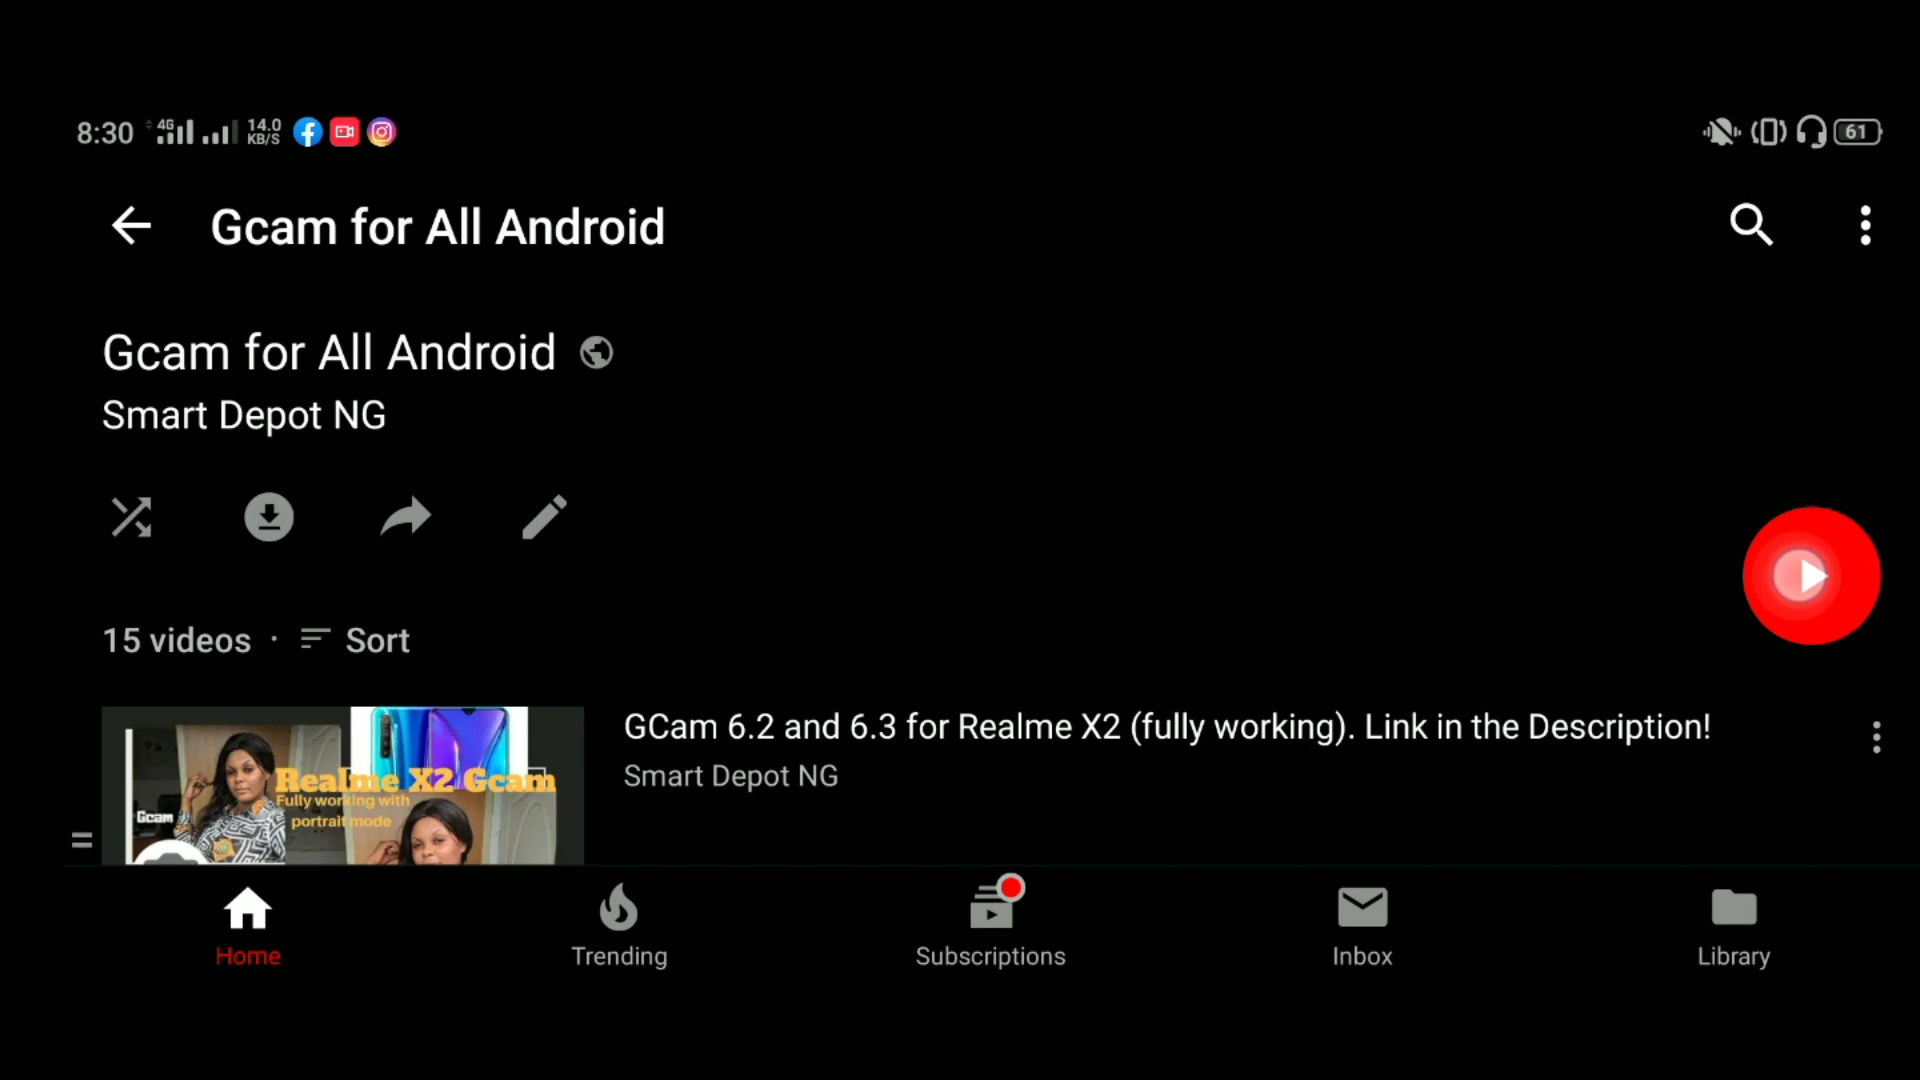 8:30 4G 14.0 KB/S 61
Gcam for All Android
Gcam for All Android
Smart Depot NG
15 videos · Sort
GCam 6.2 and 6.3 for Realme X2 (fully working). Link in the Description!
Smart Depot NG
Realme X2 Gcam
Fully working with
portrait mode
Gcam
Home Trending Subscriptions Inbox Library